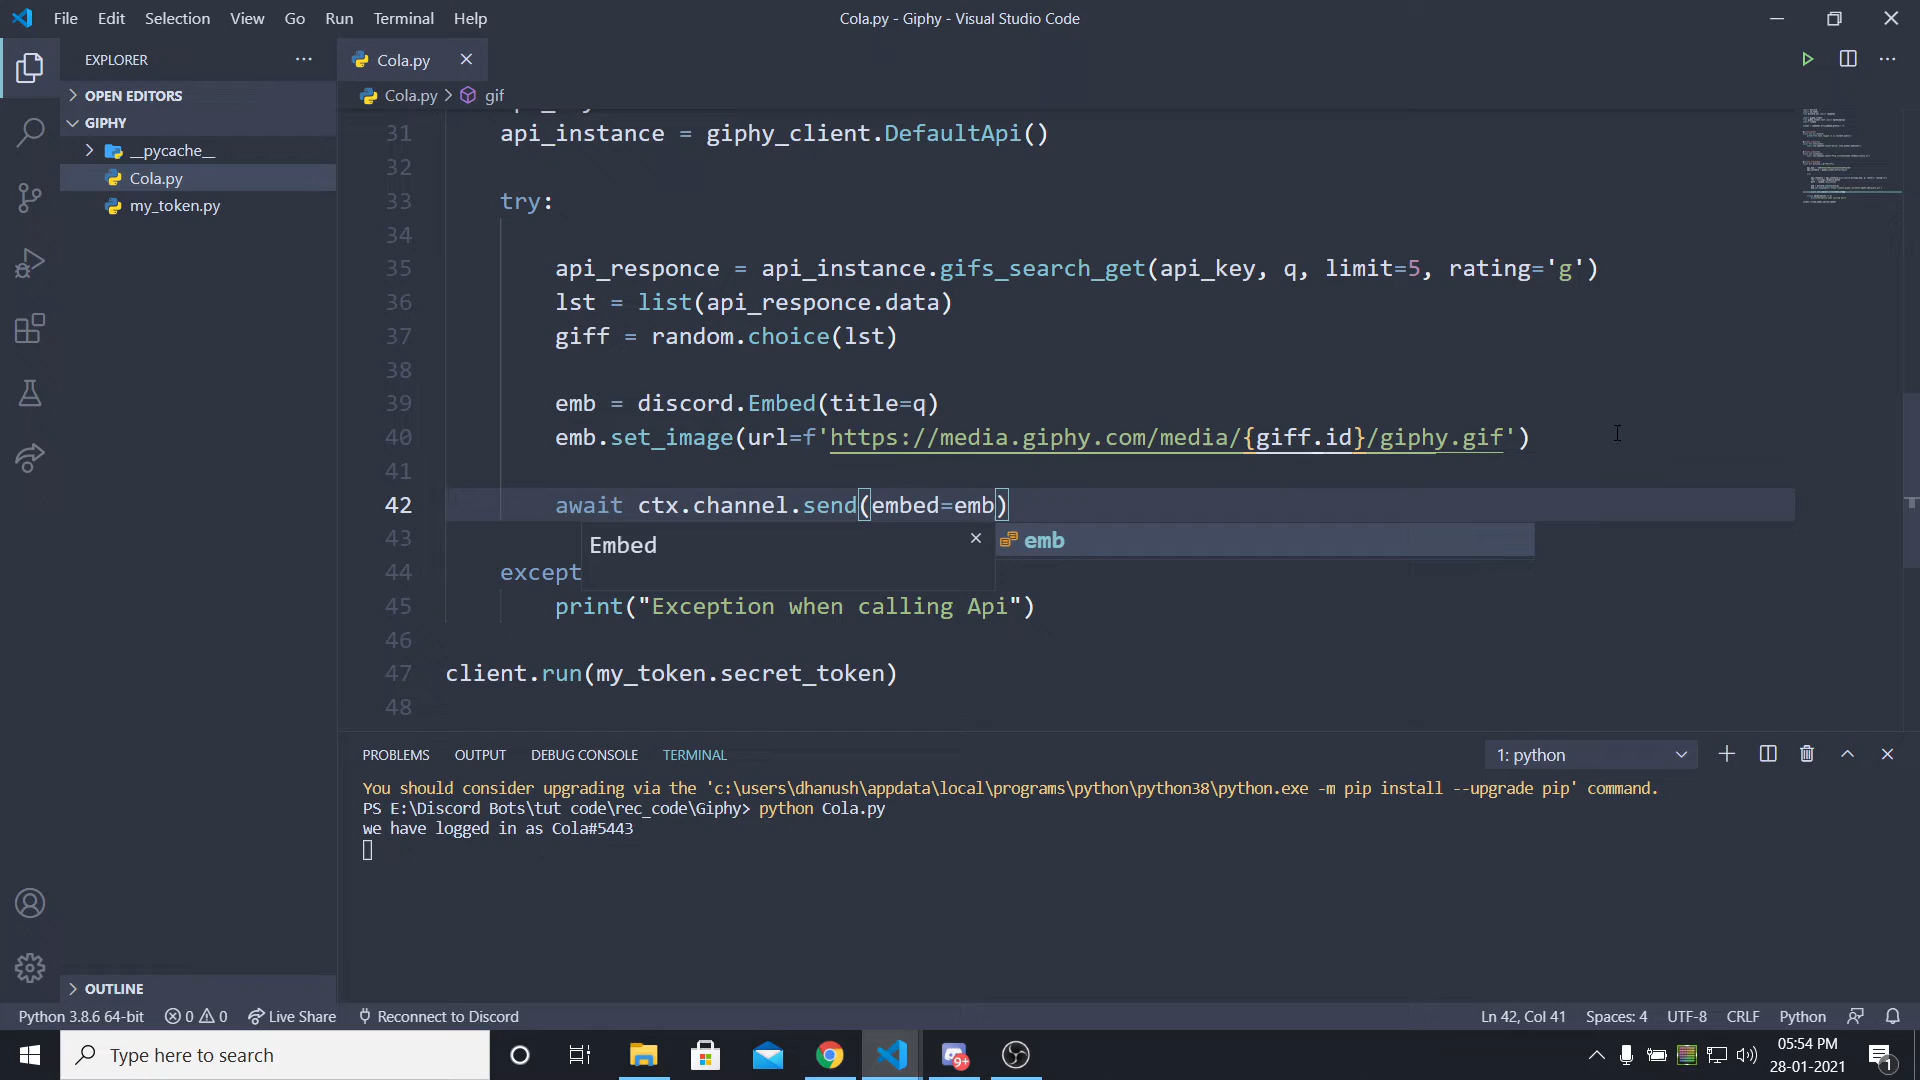 File Edit Selection View Go Run Terminal Help
Cola.py - Giphy - Visual Studio Code
EXPLORER
Cola.py
OPEN EDITORS
Cola.py > gif
GIPHY
__pycache__
Cola.py
my_token.py
31 api_instance = giphy_client.DefaultApi()
32
33 try:
34
35 api_responce = api_instance.gifs_search_get(api_key, q, limit=5, rating='g')
36 lst = list(api_responce.data)
37 giff = random.choice(lst)
38
39 emb = discord.Embed(title=q)
40 emb.set_image(url=f'https://media.giphy.com/media/{giff.id}/giphy.gif')
41
42 await ctx.channel.send(embed=emb)
43
Embed
emb
44 except
45 print("Exception when calling Api")
46
47 client.run(my_token.secret_token)
48
PROBLEMS OUTPUT DEBUG CONSOLE TERMINAL
1: python
You should consider upgrading via the 'c:\users\dhanush\appdata\local\programs\python\python38\python.exe -m pip install --upgrade pip' command.
PS E:\Discord Bots\tut code\rec_code\Giphy> python Cola.py
we have logged in as Cola#5443
OUTLINE
Python 3.8.6 64-bit 0 0 Live Share Reconnect to Discord
Ln 42, Col 41 Spaces: 4 UTF-8 CRLF Python
Type here to search
9+
05:54 PM
28-01-2021
1